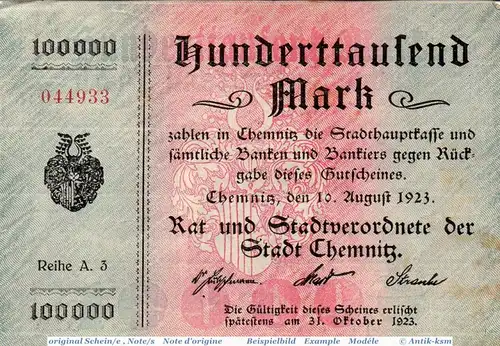 100000
044933
Reihe A. 3
100000
Hunderttausend
Mark
zahlen in Chemnitz die Stadthauptkasse und
sämtliche Banken und Bankiers gegen Rück-
gabe dieses Gutscheines.
Chemnitz, den 10. August 1923.
Rat und Stadtverordnete der
Stadt Chemnitz.
Die Gültigkeit dieses Scheines erlischt
spätestens am 31. Oktober 1923.
original Schein/e , Note/s Note d'origine Beispielbild Example Modèle © Antik-ksm